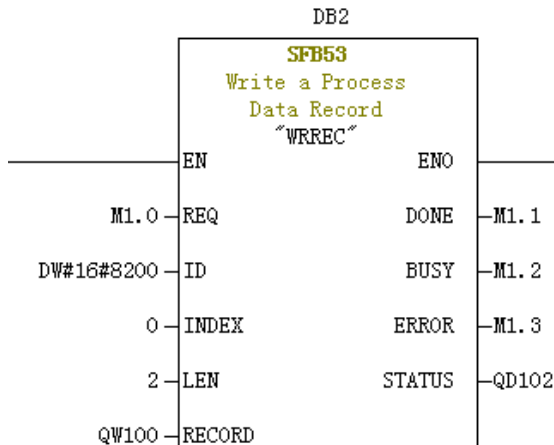 DB2
SFB53
Write a Process
Data Record
"WRREC"
EN ENO
M1.0 REQ DONE M1.1
DW#16#8200 ID BUSY M1.2
0 INDEX ERROR M1.3
2 LEN STATUS QD102
QW100 RECORD